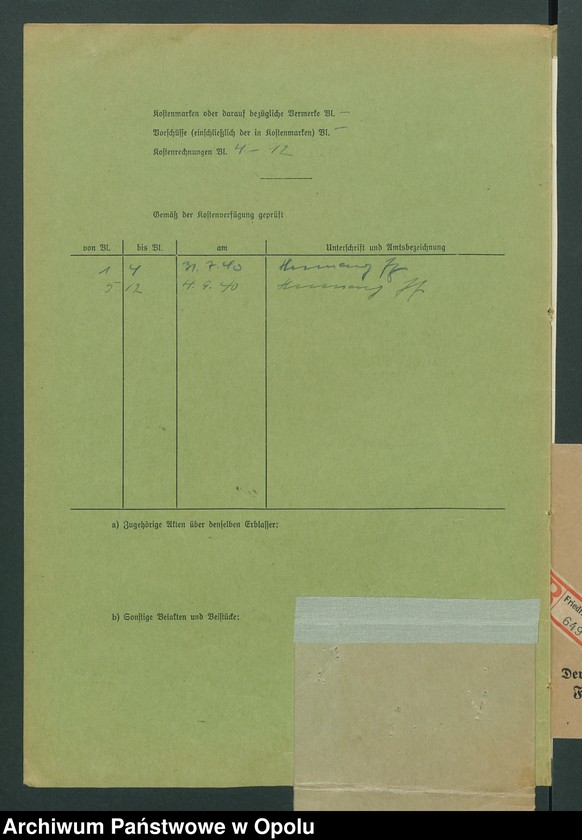 Kostenmarken oder darauf bezügliche Vermerke Bl. —
Vorschüsse (einschließlich der in Kostenmarken) Bl. —
Kostenrechnungen Bl. 4 – 12
Gemäß der Kostenverfügung geprüft
von Bl. bis Bl. am Unterschrift und Amtsbezeichnung
1 4 31. 7. 40
5 12 4. 9. 40
a) Zugehörige Akten über denselben Erblasser:
b) Sonstige Beiakten und Beistücke:
649
Archiwum Państwowe w Opolu